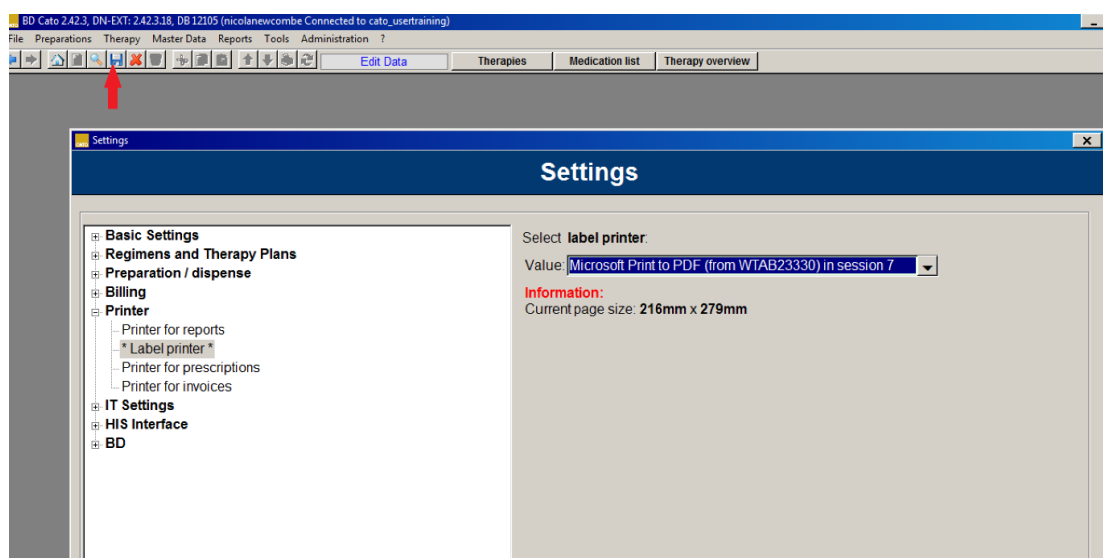 BD Cato 2.42.3, DN-EXT: 2.42.3.18, DB 12105 (nicolanewcombe Connected to cato_usertraining)
File Preparations Therapy Master Data Reports Tools Administration ?
Edit Data Therapies Medication list Therapy overview
Settings
Settings
Basic Settings
Regimens and Therapy Plans
Preparation / dispense
Billing
Printer
Printer for reports
* Label printer *
Printer for prescriptions
Printer for invoices
IT Settings
HIS Interface
BD
Select label printer:
Value: Microsoft Print to PDF (from WTAB23330) in session 7
Information:
Current page size: 216mm x 279mm